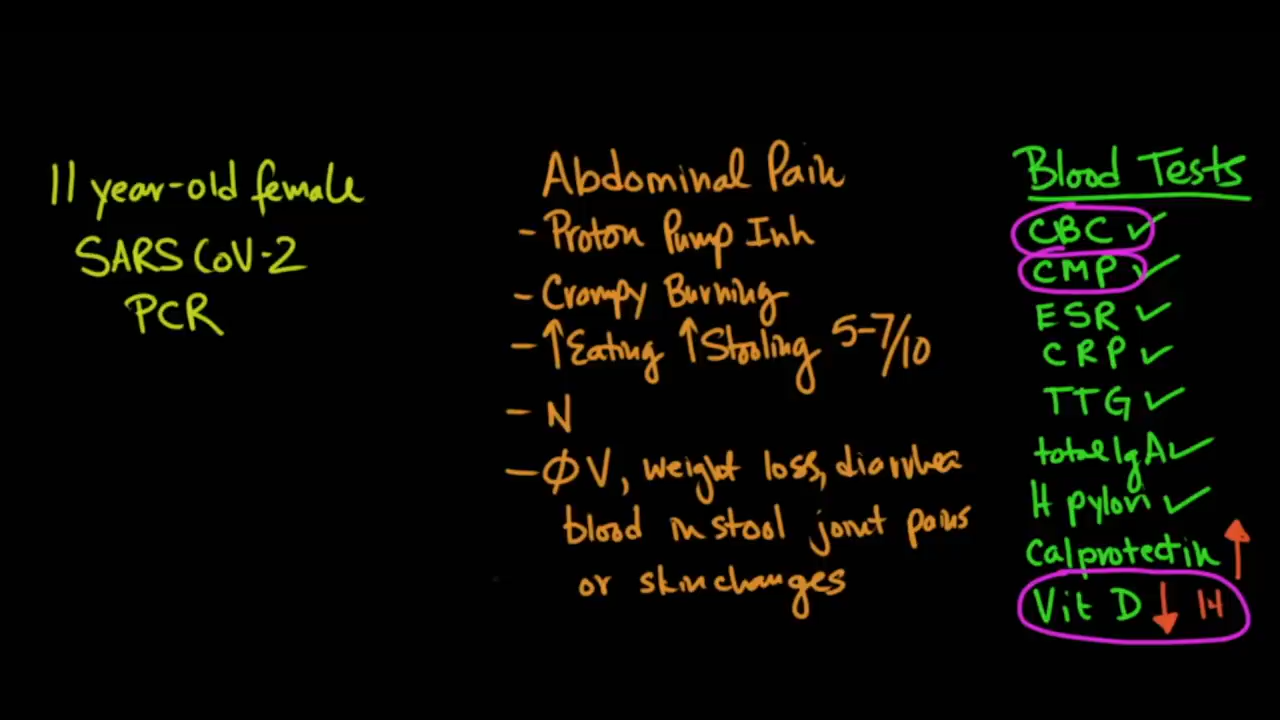 11 year-old female
SARS CoV-2
PCR
Abdominal Pain
- Proton Pump Inh
- Crampy Burning
- ↑Eating ↑Stooling 5-7/10
- N
- ØV, weight loss, diarrhea
blood in stool joint pains
or skin changes
Blood Tests
CBC ✓
CMP ✓
ESR ✓
CRP ✓
TTG ✓
total IgA ✓
H pylori ✓
Calprotectin ↑
Vit D ↓ 14